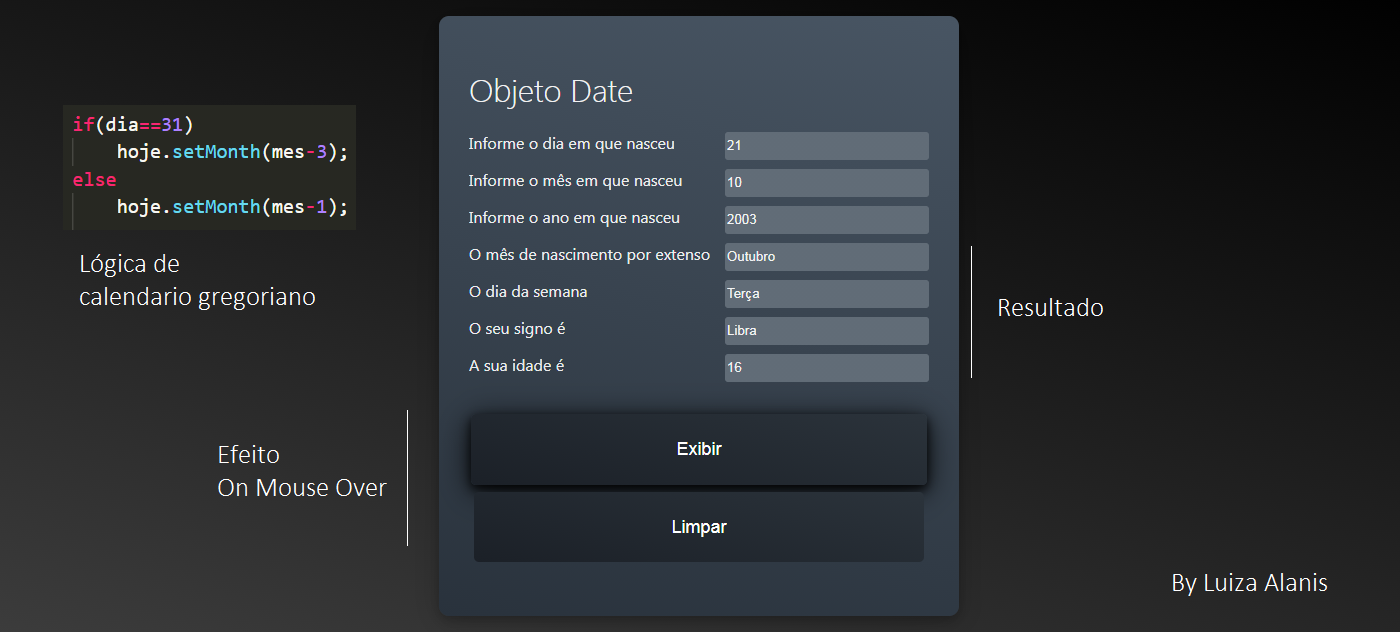 if(dia==31)
hoje.setMonth(mes-3);
else
hoje.setMonth(mes-1);
Lógica de
calendario gregoriano
Efeito
On Mouse Over
Objeto Date
Informe o dia em que nasceu 21
Informe o mês em que nasceu 10
Informe o ano em que nasceu 2003
O mês de nascimento por extenso Outubro
O dia da semana Terça
O seu signo é Libra
A sua idade é 16
Exibir
Limpar
Resultado
By Luiza Alanis